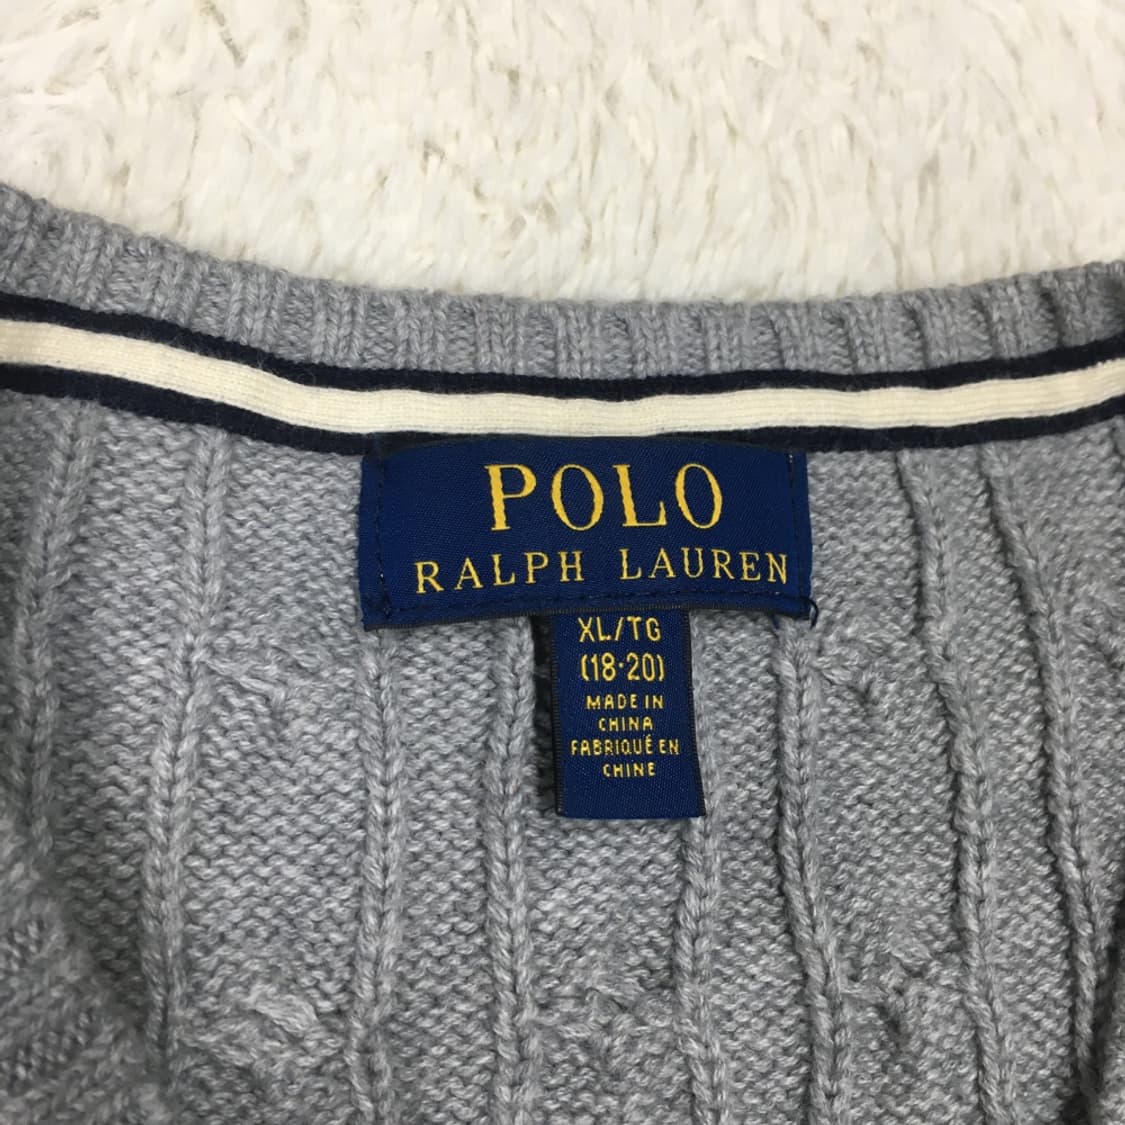 POLO
RALPH LAUREN
XL/TG
(18·20)
MADE IN
CHINA
FABRIQUÉ EN
CHINE